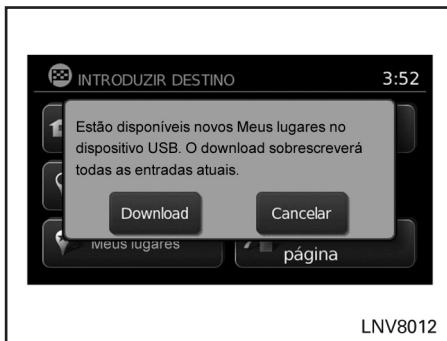 INTRODUZIR DESTINO 3:52
Estão disponíveis novos Meus lugares no
dispositivo USB. O download sobrescreverá
todas as entradas atuais.
Download Cancelar
Meus lugares
página
LNV8012